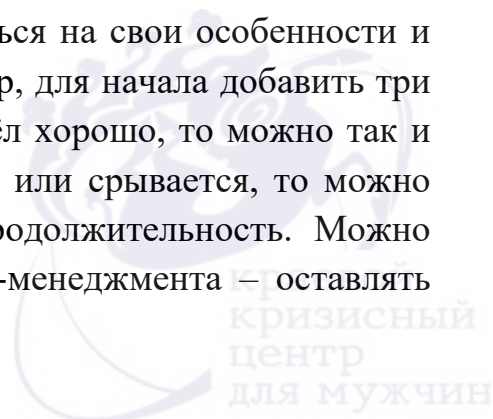 ься на свои особенности и
р, для начала добавить три
ёл хорошо, то можно так и
или срывается, то можно
родолжительность. Можно
-менеджмента – оставлять
кризисный
центр
для мужчин